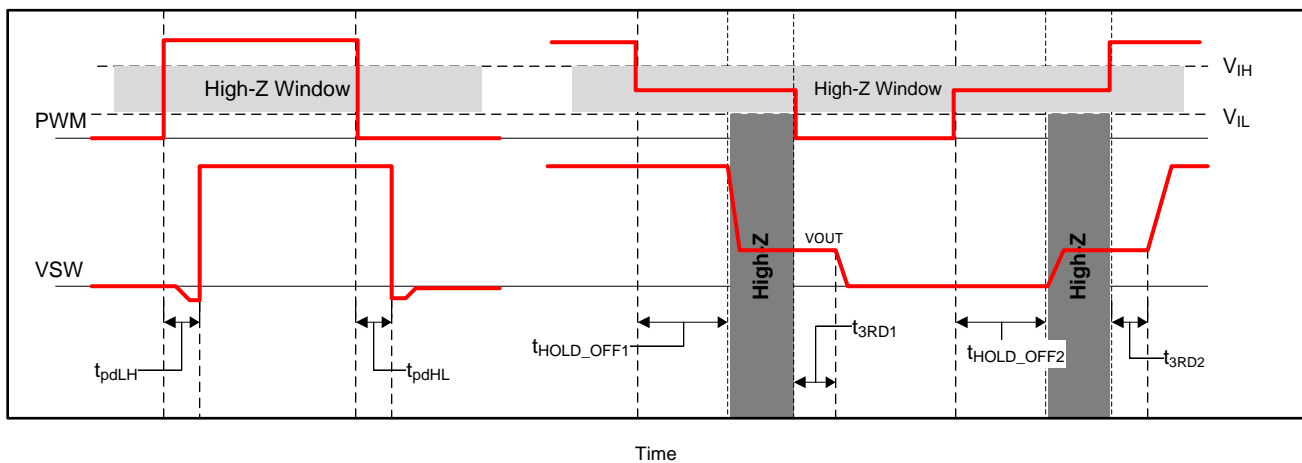 High-Z Window
High-Z Window
VIH
VIL
PWM
VOUT
VSW
High-Z
High-Z
tpdLH
tpdHL
tHOLD_OFF1
t3RD1
tHOLD_OFF2
t3RD2
Time